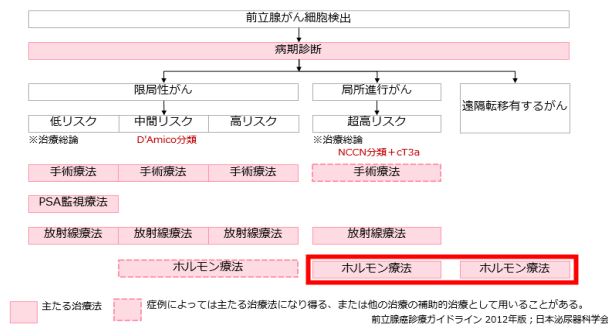 前立腺がん細胞検出
病期診断
限局性がん 局所進行がん 遠隔転移有するがん
低リスク 中間リスク 高リスク 超高リスク
※治療総論 D'Amico分類 ※治療総論
NCCN分類+cT3a
手術療法 手術療法 手術療法 手術療法
PSA監視療法
放射線療法 放射線療法 放射線療法 放射線療法
ホルモン療法 ホルモン療法 ホルモン療法
主たる治療法 症例によっては主たる治療法になり得る、または他の治療の補助的治療として用いることがある。
前立腺癌診療ガイドライン 2012年版;日本泌尿器科学会